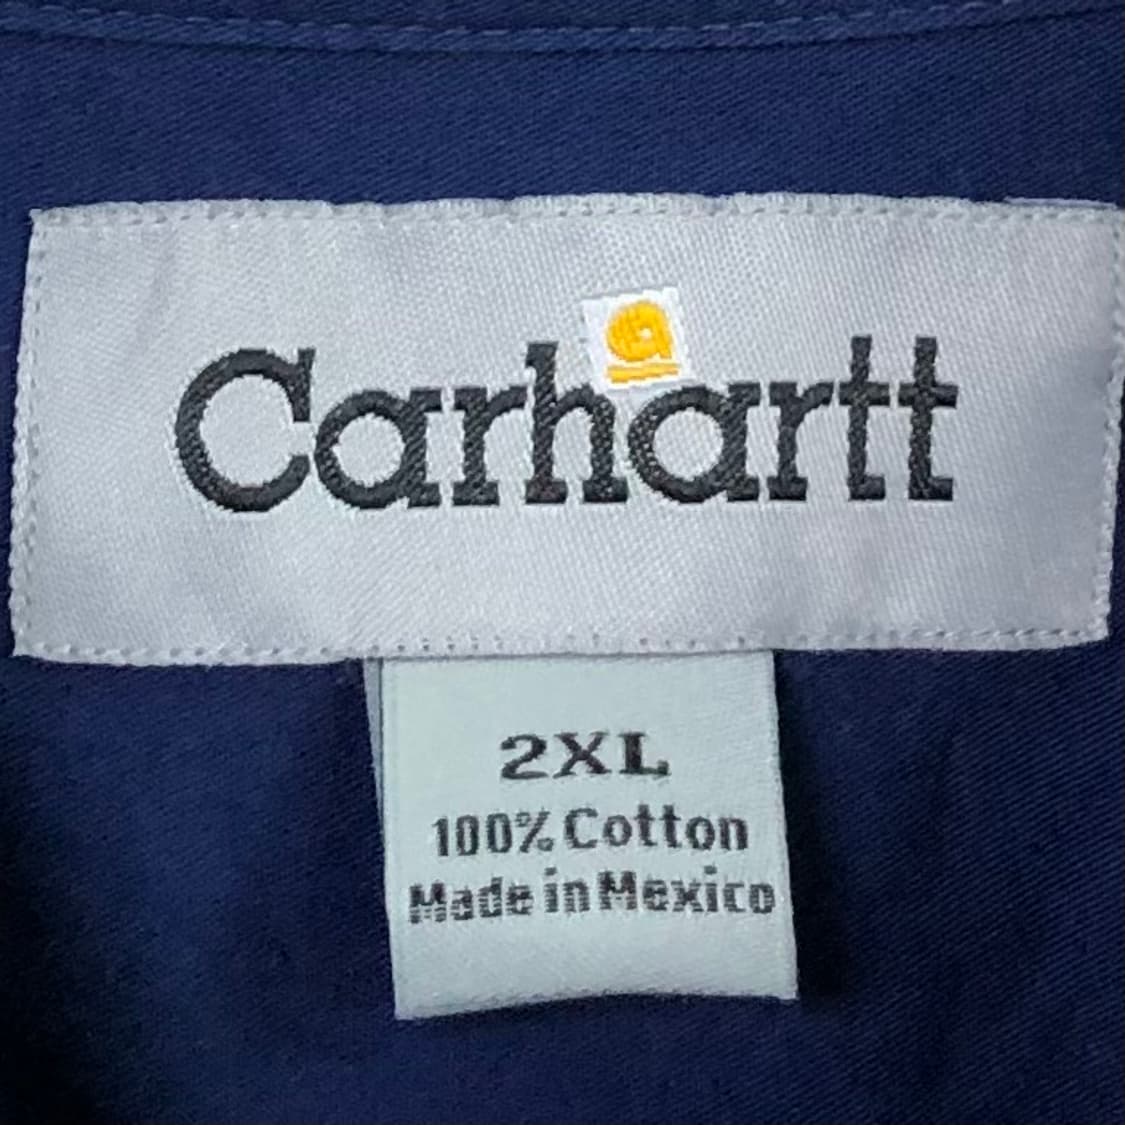 Carhartt
2XL
100% Cotton
Made in Mexico